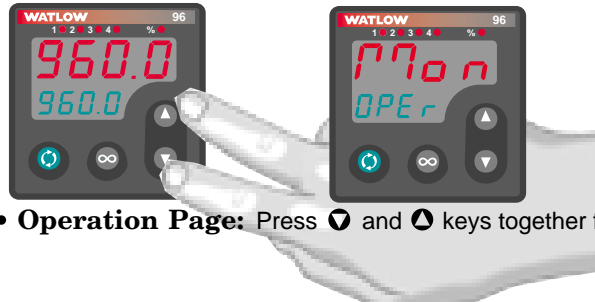 WATLOW 96
1 2 3 4 %
960.0
960.0
WATLOW 96
1 2 3 4 %
Mon
OPEr
• Operation Page: Press and keys together